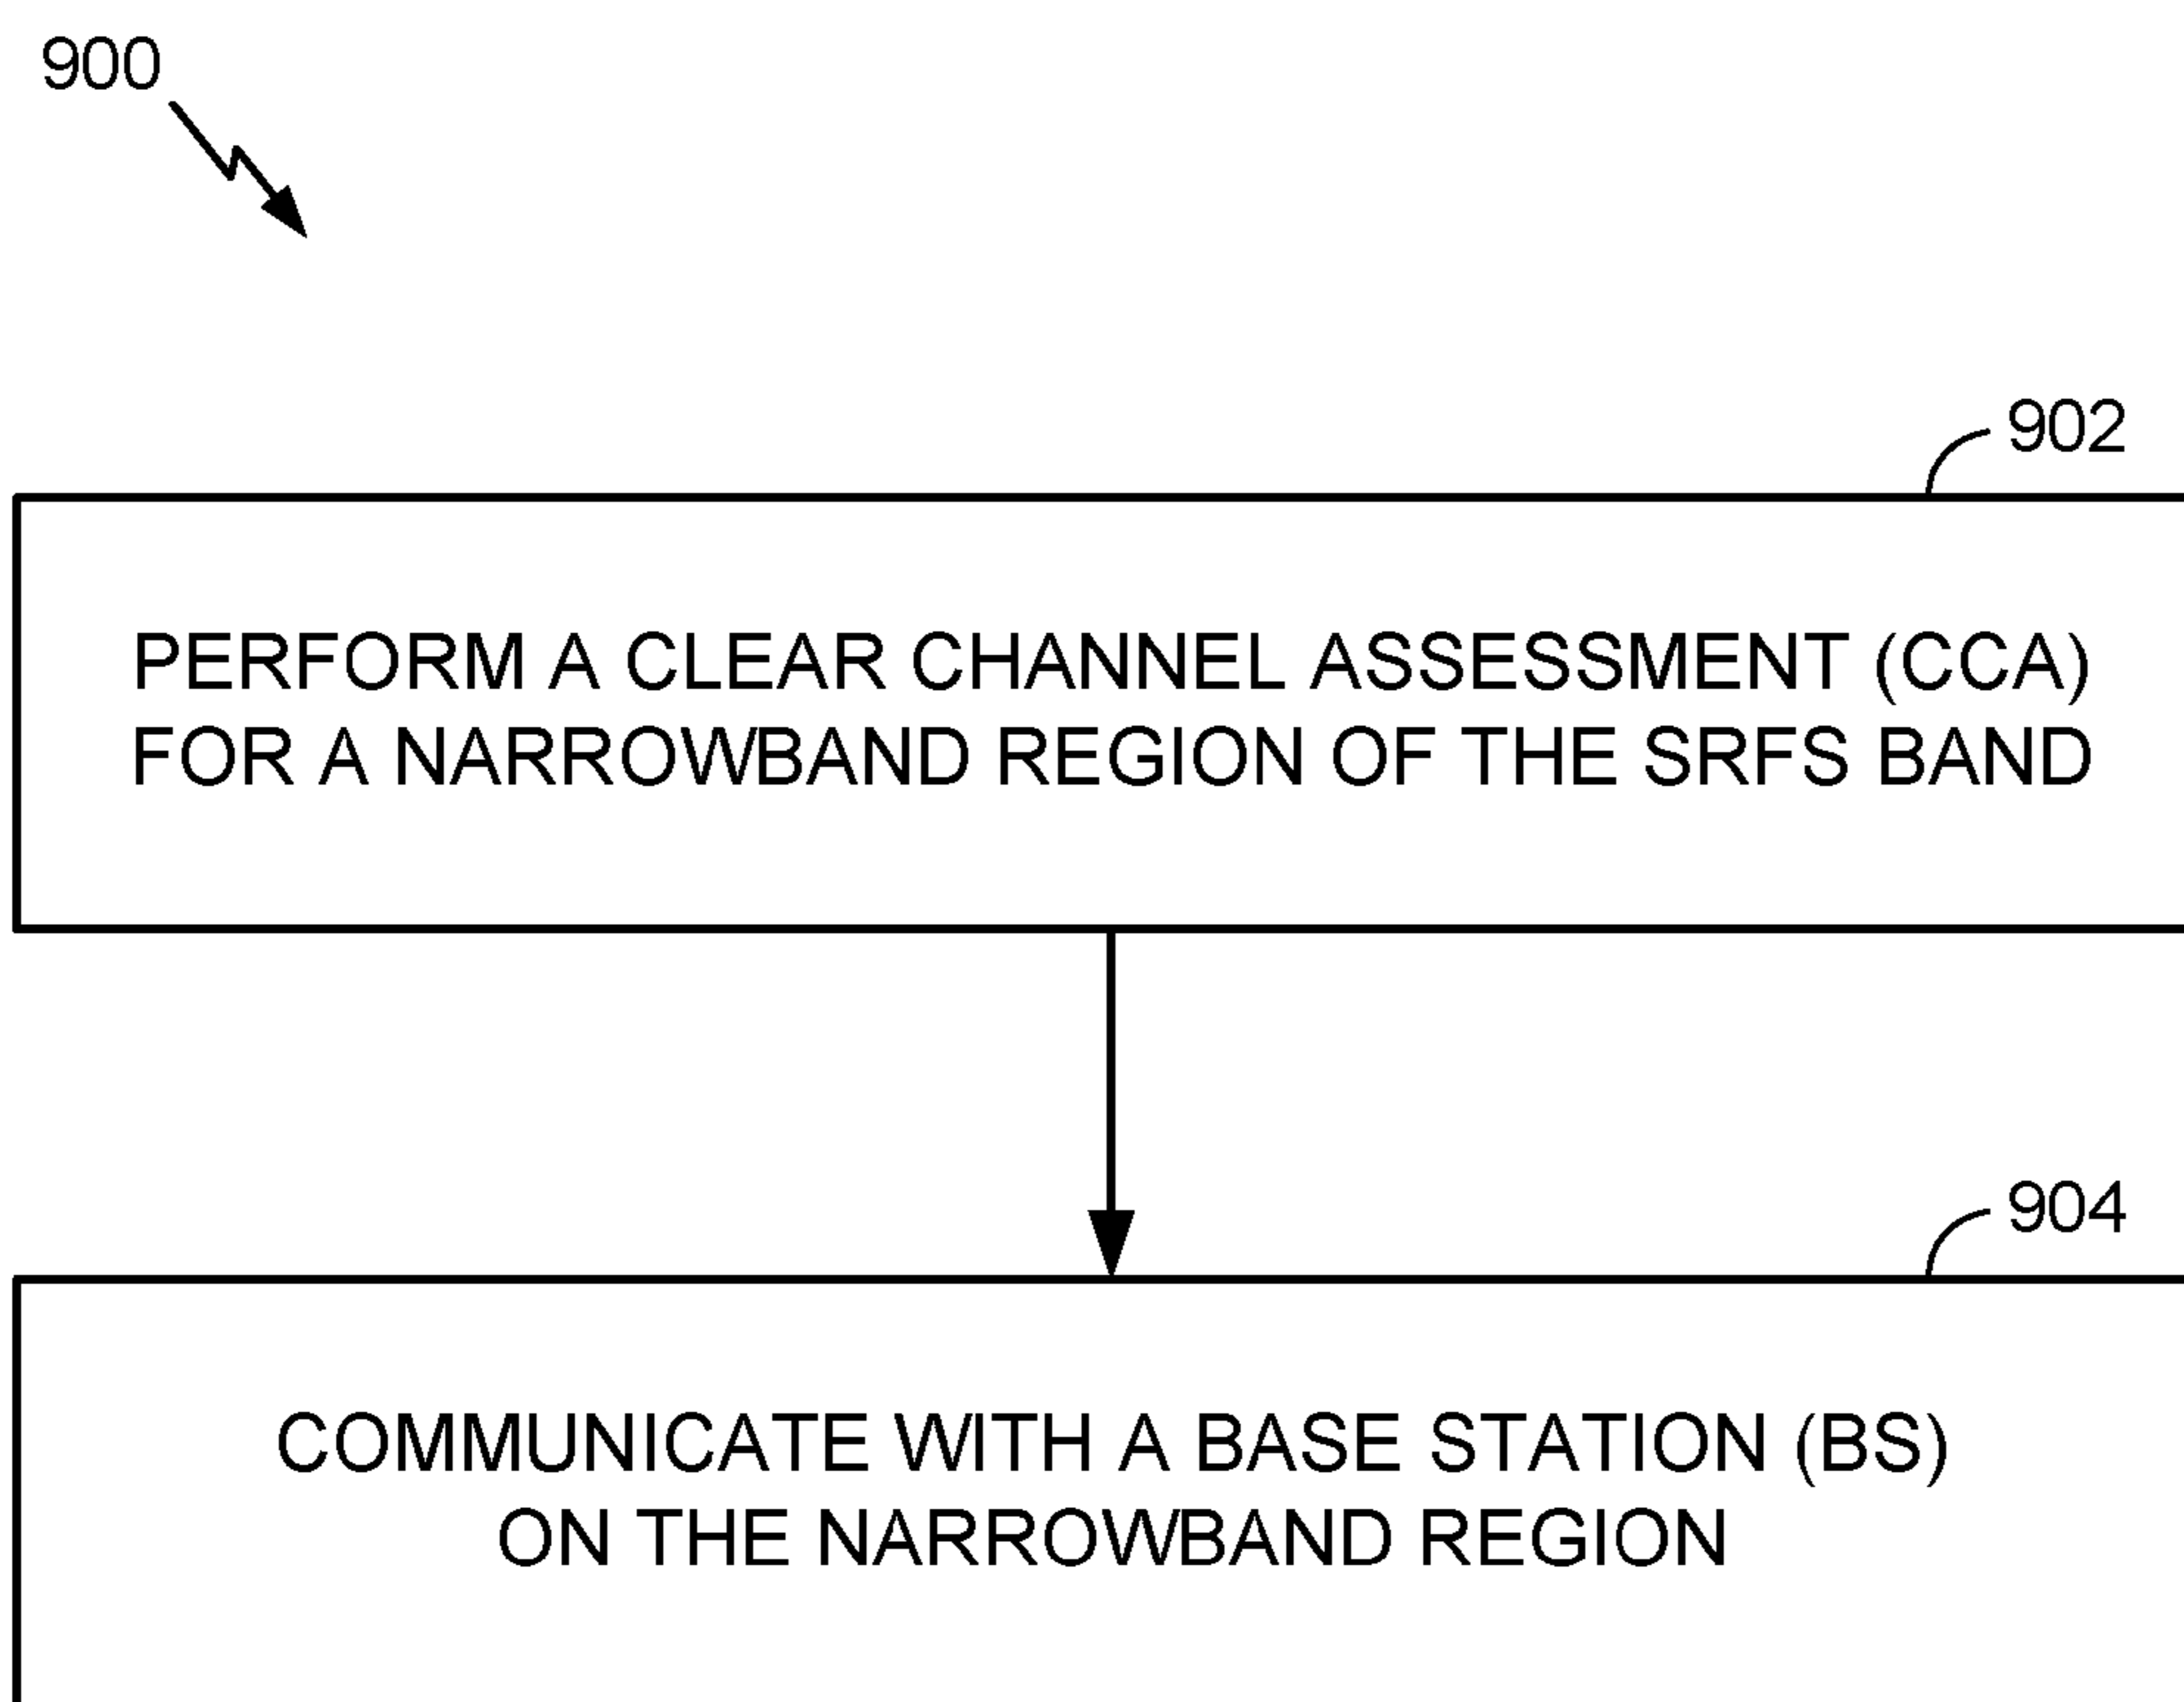 900
902
PERFORM A CLEAR CHANNEL ASSESSMENT (CCA)
FOR A NARROWBAND REGION OF THE SRFS BAND
904
COMMUNICATE WITH A BASE STATION (BS)
ON THE NARROWBAND REGION